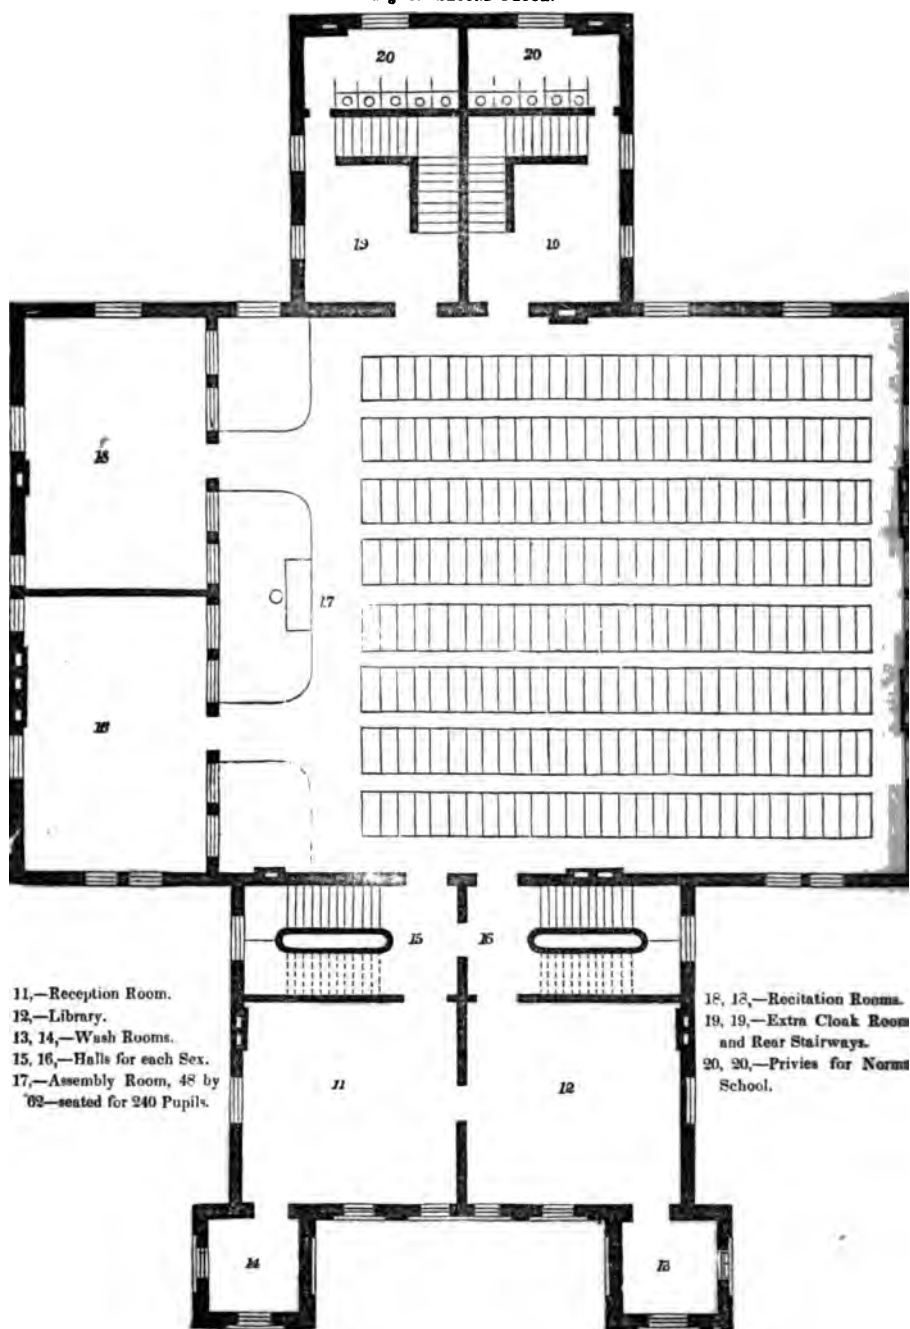 20 20
19 19
18
17
18
15 16
11,—Reception Room.
12,—Library.
13, 14,—Wash Rooms.
15, 16,—Halls for each Sex.
17,—Assembly Room, 48 by
62—seated for 240 Pupils.
18, 18,—Recitation Rooms.
19, 19,—Extra Cloak Room
and Rear Stairways.
20, 20,—Privies for Norma
School.
11 12
14 13